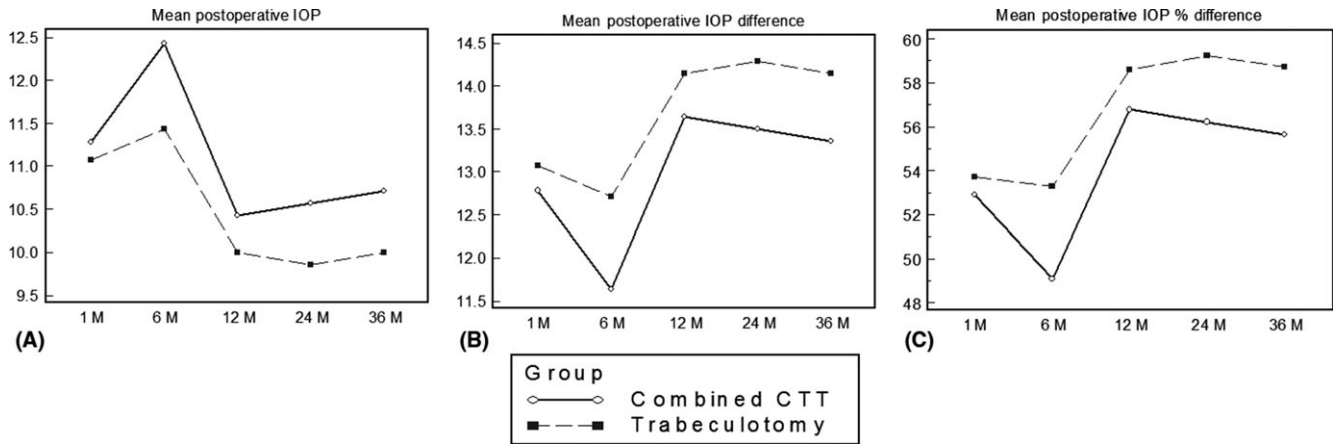 Mean postoperative IOP
12.5
12.0
11.5
11.0
10.5
10.0
9.5
1 M 6 M 12 M 24 M 36 M
(A)
Mean postoperative IOP difference
14.5
14.0
13.5
13.0
12.5
12.0
11.5
1 M 6 M 12 M 24 M 36 M
(B)
Mean postoperative IOP % difference
60
58
56
54
52
50
48
1 M 6 M 12 M 24 M 36 M
(C)
Group
Combined CTT
Trabeculotomy